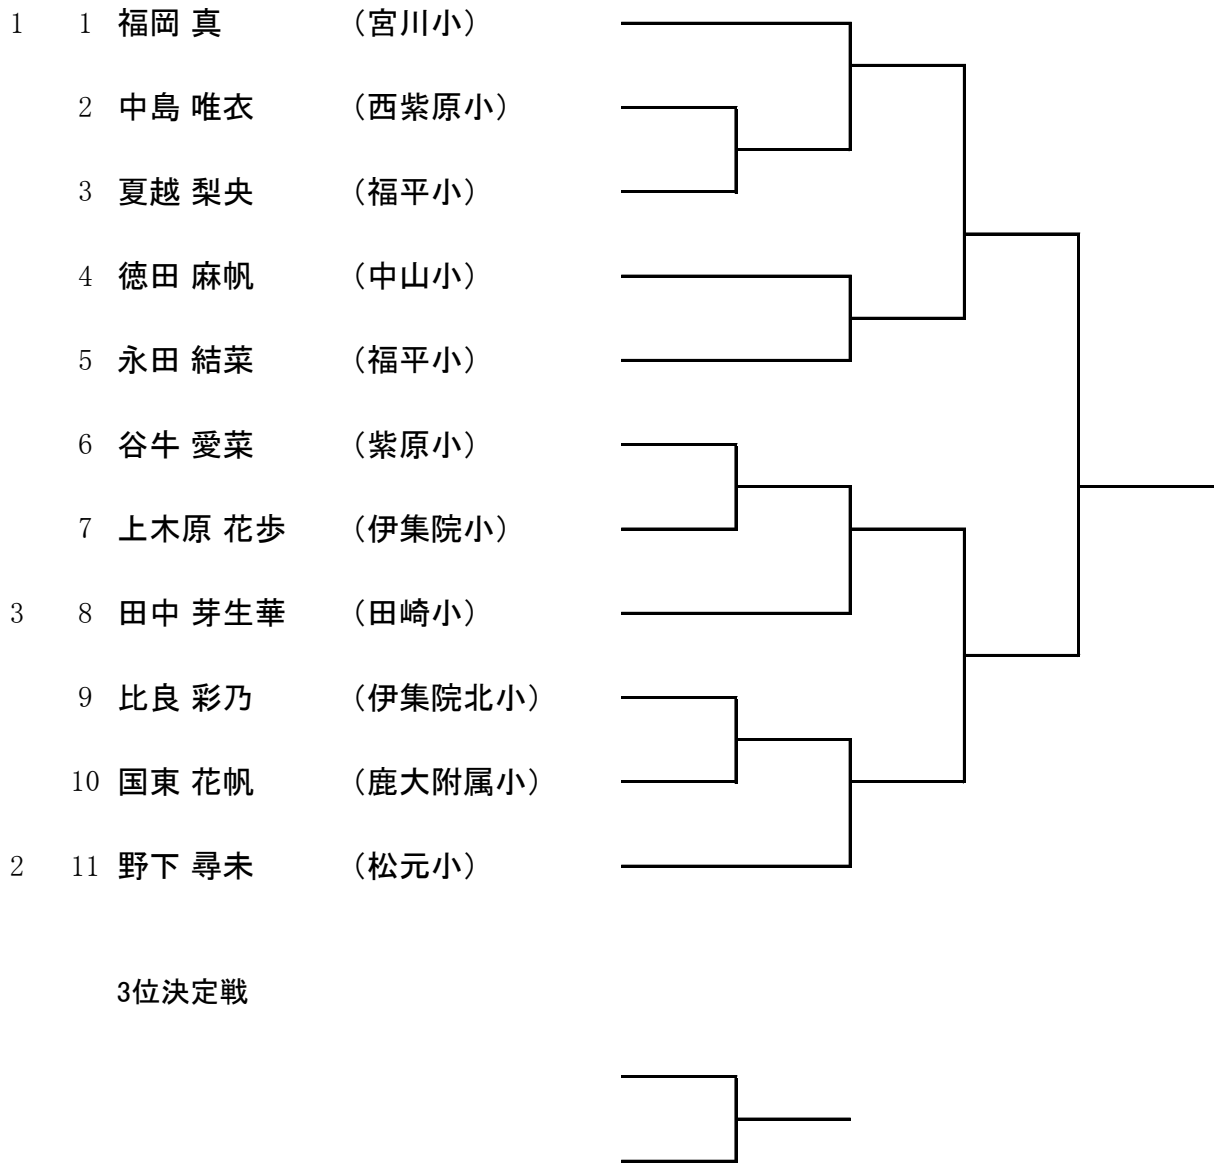 1 1 福岡 真 （宮川小）
2 中島 唯衣 （西紫原小）
3 夏越 梨央 （福平小）
4 徳田 麻帆 （中山小）
5 永田 結菜 （福平小）
6 谷牛 愛菜 （紫原小）
7 上木原 花歩 （伊集院小）
3 8 田中 芽生華 （田崎小）
9 比良 彩乃 （伊集院北小）
10 国東 花帆 （鹿大附属小）
2 11 野下 尋未 （松元小）
3位決定戦